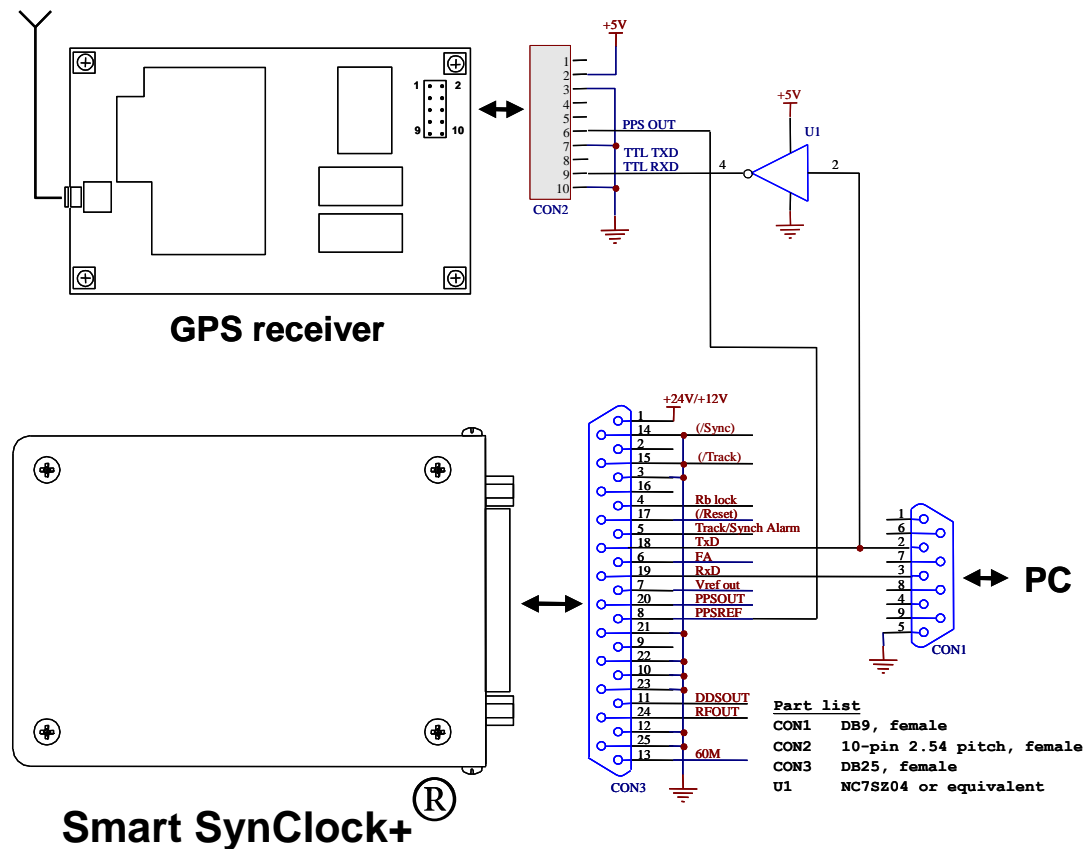 +5V
1
2
3
4
5
6
7
8
9
10
CON2
1 2
9 10
PPS OUT
TTL TXD
TTL RXD
4
+5V
U1
2
GPS receiver
+24V/+12V
1
14 (/Sync)
2
15 (/Track)
3
16
4 Rb lock
17 (/Reset)
5 Track/Synch Alarm
18 TxD
6 FA
19 RxD
7 Vref out
20 PPSOUT
8 PPSREF
21
9
22
10
23
11 DDSOUT
24 RFOUT
12
25
13 60M
CON3
1
6
2
7
3
8
4
9
5
CON1
PC
Part list
CON1 DB9, female
CON2 10-pin 2.54 pitch, female
CON3 DB25, female
U1 NC7SZ04 or equivalent
Smart SynClock+®